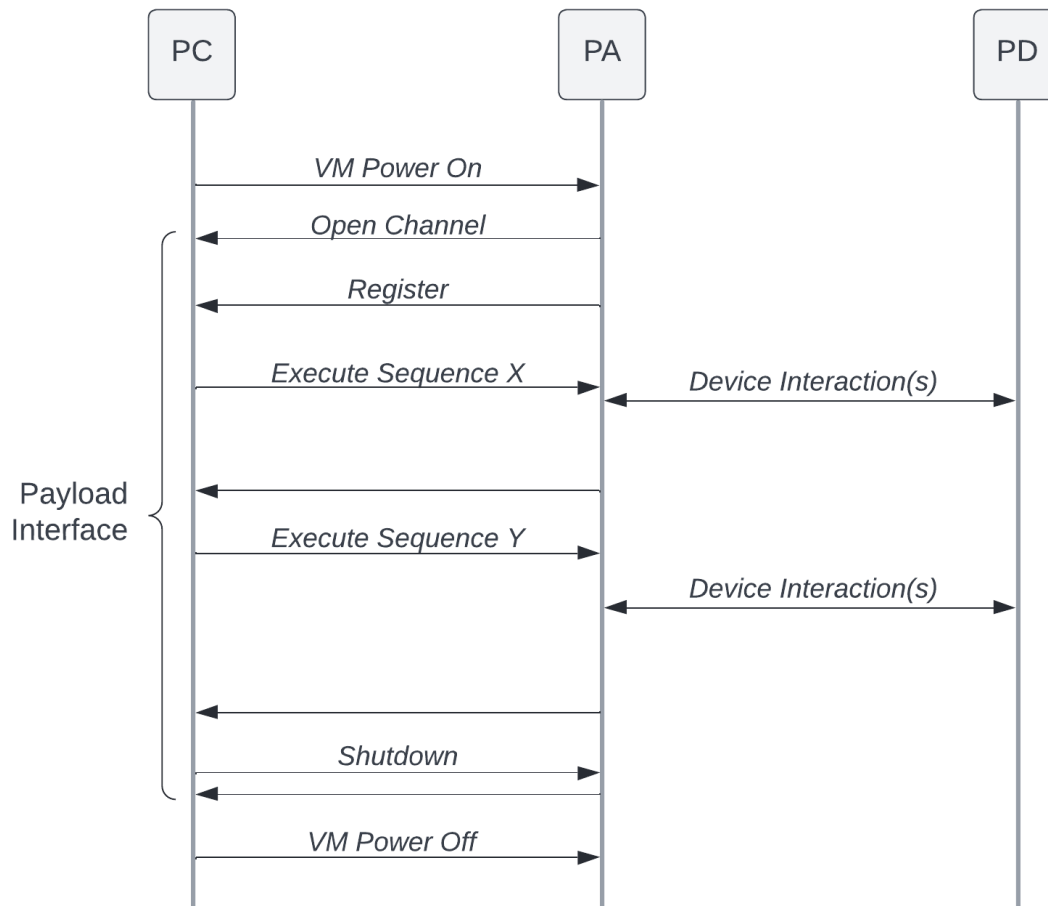 PC
PA
PD
VM Power On
Open Channel
Register
Execute Sequence X
Device Interaction(s)
Payload
Interface
Execute Sequence Y
Device Interaction(s)
Shutdown
VM Power Off